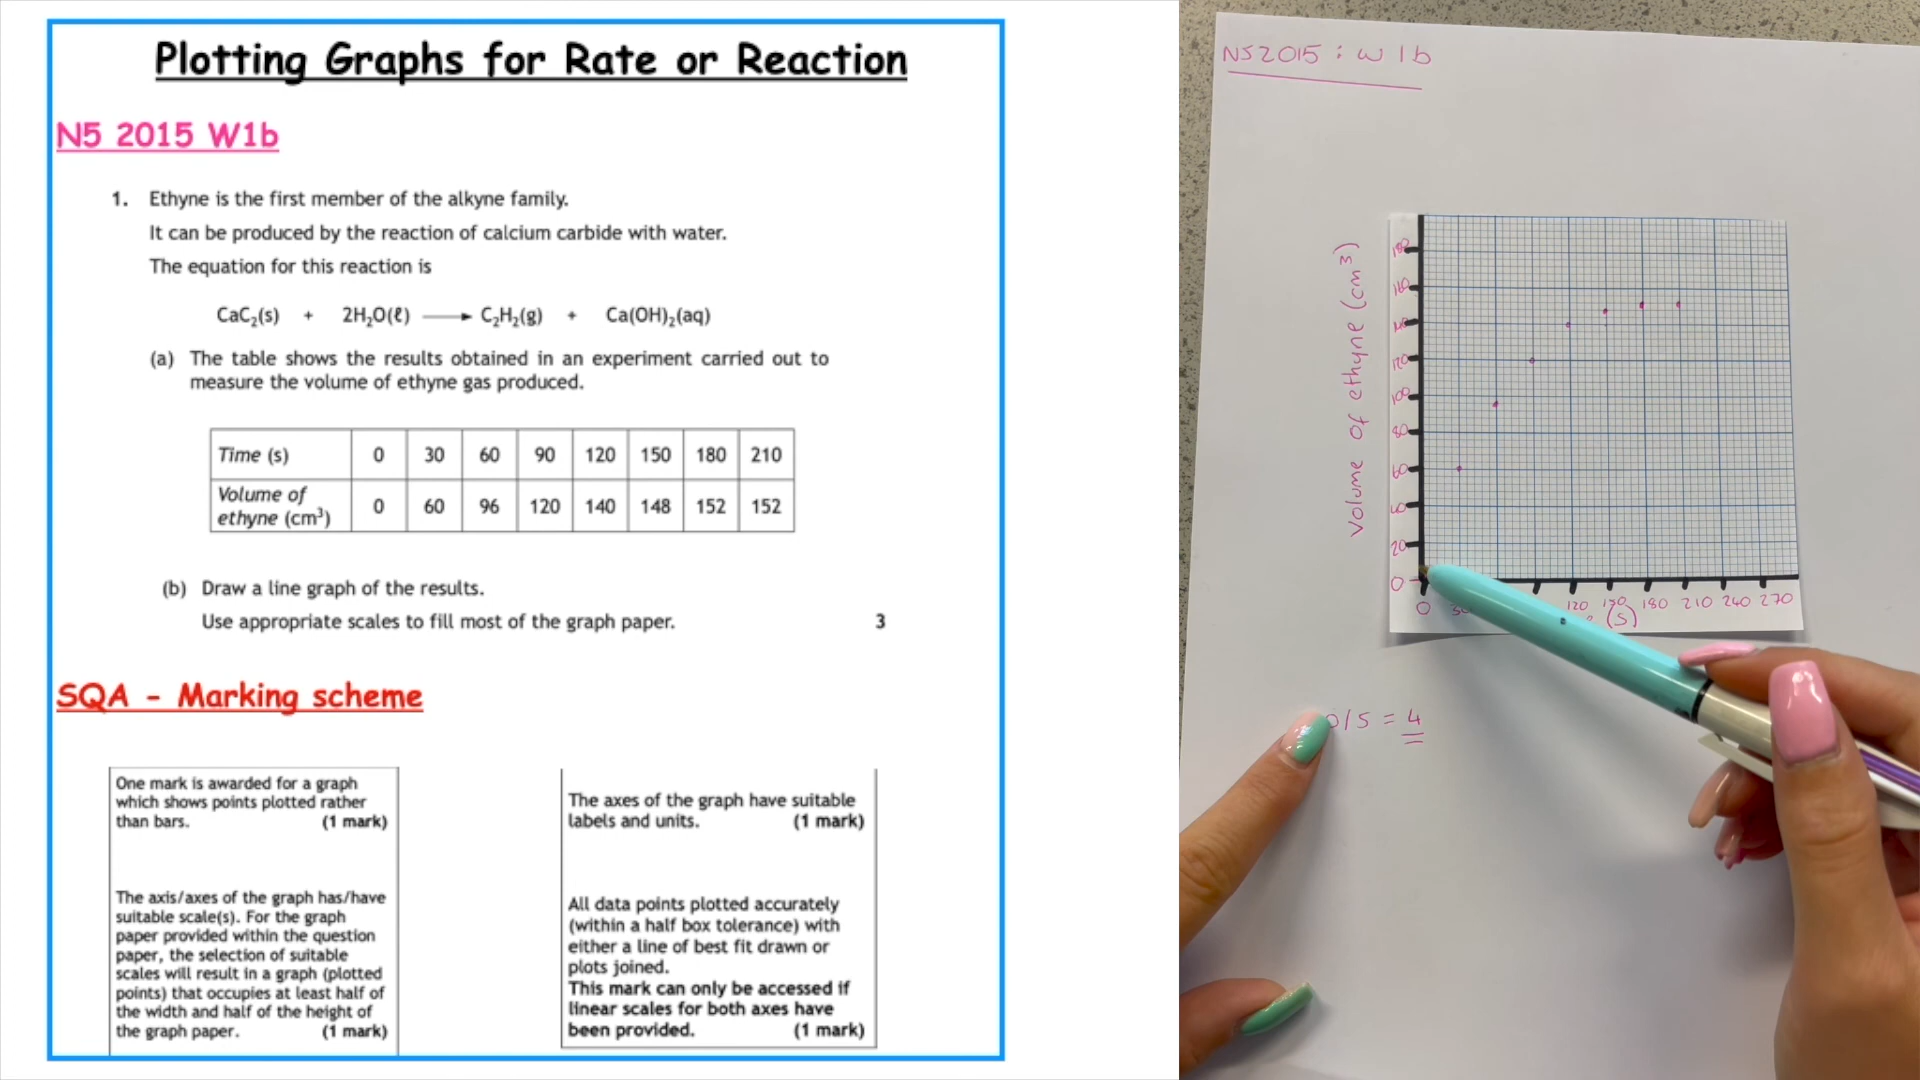 Plotting Graphs for Rate or Reaction
N5 2015 W1b
1. Ethyne is the first member of the alkyne family.
It can be produced by the reaction of calcium carbide with water.
The equation for this reaction is
CaC₂(s) + 2H₂O(ℓ) ⟶ C₂H₂(g) + Ca(OH)₂(aq)
(a) The table shows the results obtained in an experiment carried out to
measure the volume of ethyne gas produced.
Time (s) 0 30 60 90 120 150 180 210
Volume of
ethyne (cm³) 0 60 96 120 140 148 152 152
(b) Draw a line graph of the results.
Use appropriate scales to fill most of the graph paper. 3
SQA - Marking scheme
One mark is awarded for a graph
which shows points plotted rather
than bars. (1 mark)
The axis/axes of the graph has/have
suitable scale(s). For the graph
paper provided within the question
paper, the selection of suitable
scales will result in a graph (plotted
points) that occupies at least half of
the width and half of the height of
the graph paper. (1 mark)
The axes of the graph have suitable
labels and units. (1 mark)
All data points plotted accurately
(within a half box tolerance) with
either a line of best fit drawn or
plots joined.
This mark can only be accessed if
linear scales for both axes have
been provided. (1 mark)
N5 2015 : W1b
Volume of ethyne (cm³)
180
160
140
120
100
80
60
40
20
0
0 120 150 180 210 240 270
(s)
0/5 = 4